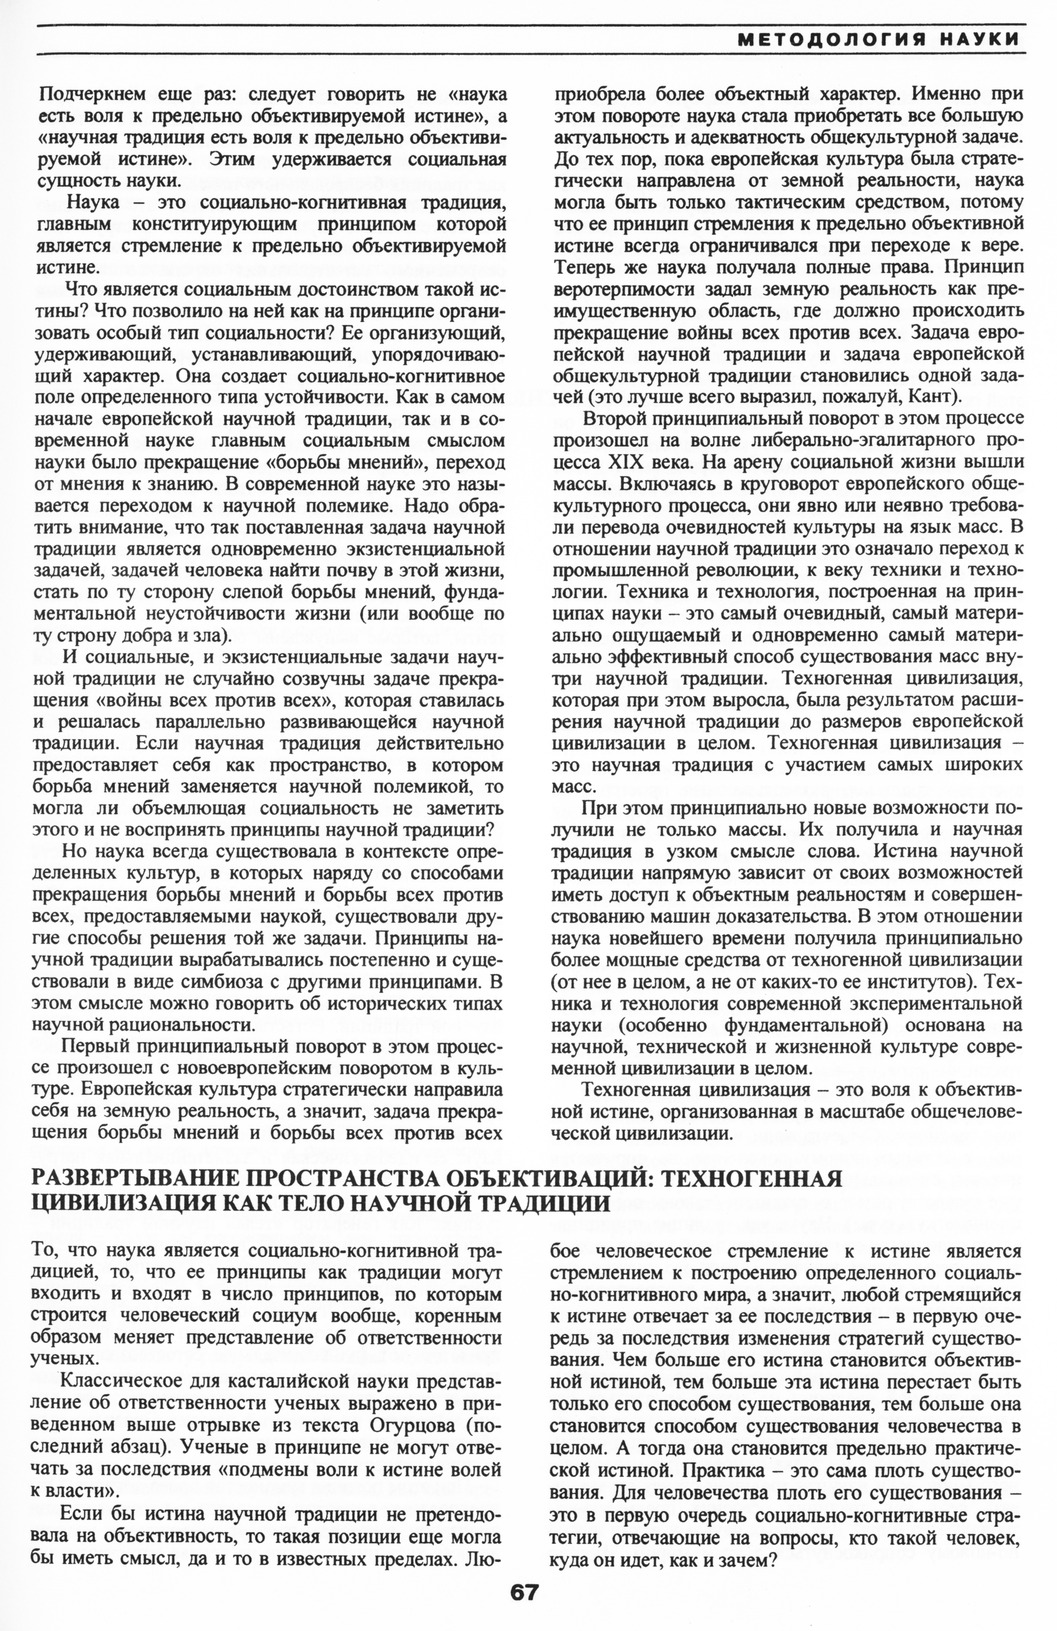 МЕТОДОЛОГИЯ НАУКИ
Подчеркнем еще раз: следует говорить не «наука
есть воля к предельно объективируемой истине», а
«научная традиция есть воля к предельно объективи-
руемой истине». Этим удерживается социальная
сущность науки.
Наука – это социально-когнитивная традиция,
главным конституирующим принципом которой
является стремление к предельно объективируемой
истине.
Что является социальным достоинством такой ис-
тины? Что позволило на ней как на принципе органи-
зовать особый тип социальности? Ее организующий,
удерживающий, устанавливающий, упорядочиваю-
щий характер. Она создает социально-когнитивное
поле определенного типа устойчивости. Как в самом
начале европейской научной традиции, так и в со-
временной науке главным социальным смыслом
науки было прекращение «борьбы мнений», переход
от мнения к знанию. В современной науке это назы-
вается переходом к научной полемике. Надо обра-
тить внимание, что так поставленная задача научной
традиции является одновременно экзистенциальной
задачей, задачей человека найти почву в этой жизни,
стать по ту сторону слепой борьбы мнений, фунда-
ментальной неустойчивости жизни (или вообще по
ту строну добра и зла).
И социальные, и экзистенциальные задачи науч-
ной традиции не случайно созвучны задаче прекра-
щения «войны всех против всех», которая ставилась
и решалась параллельно развивающейся научной
традиции. Если научная традиция действительно
предоставляет себя как пространство, в котором
борьба мнений заменяется научной полемикой, то
могла ли объемлющая социальность не заметить
этого и не воспринять принципы научной традиции?
Но наука всегда существовала в контексте опре-
деленных культур, в которых наряду со способами
прекращения борьбы мнений и борьбы всех против
всех, предоставляемыми наукой, существовали дру-
гие способы решения той же задачи. Принципы на-
учной традиции вырабатывались постепенно и суще-
ствовали в виде симбиоза с другими принципами. В
этом смысле можно говорить об исторических типах
научной рациональности.
Первый принципиальный поворот в этом процес-
се произошел с новоевропейским поворотом в куль-
туре. Европейская культура стратегически направила
себя на земную реальность, а значит, задача прекра-
щения борьбы мнений и борьбы всех против всех
приобрела более объектный характер. Именно при
этом повороте наука стала приобретать все большую
актуальность и адекватность общекультурной задаче.
До тех пор, пока европейская культура была страте-
гически направлена от земной реальности, наука
могла быть только тактическим средством, потому
что ее принцип стремления к предельно объективной
истине всегда ограничивался при переходе к вере.
Теперь же наука получала полные права. Принцип
веротерпимости задал земную реальность как пре-
имущественную область, где должно происходить
прекращение войны всех против всех. Задача евро-
пейской научной традиции и задача европейской
общекультурной традиции становились одной зада-
чей (это лучше всего выразил, пожалуй, Кант).
Второй принципиальный поворот в этом процессе
произошел на волне либерально-эгалитарного про-
цесса XIX века. На арену социальной жизни вышли
массы. Включаясь в круговорот европейского обще-
культурного процесса, они явно или неявно требова-
ли перевода очевидностей культуры на язык масс. В
отношении научной традиции это означало переход к
промышленной революции, к веку техники и техно-
логии. Техника и технология, построенная на прин-
ципах науки – это самый очевидный, самый матери-
ально ощущаемый и одновременно самый матери-
ально эффективный способ существования масс вну-
три научной традиции. Техногенная цивилизация,
которая при этом выросла, была результатом расши-
рения научной традиции до размеров европейской
цивилизации в целом. Техногенная цивилизация –
это научная традиция с участием самых широких
масс.
При этом принципиально новые возможности по-
лучили не только массы. Их получила и научная
традиция в узком смысле слова. Истина научной
традиции напрямую зависит от своих возможностей
иметь доступ к объектным реальностям и совершен-
ствованию машин доказательства. В этом отношении
наука новейшего времени получила принципиально
более мощные средства от техногенной цивилизации
(от нее в целом, а не от каких-то ее институтов). Тех-
ника и технология современной экспериментальной
науки (особенно фундаментальной) основана на
научной, технической и жизненной культуре совре-
менной цивилизации в целом.
Техногенная цивилизация – это воля к объектив-
ной истине, организованная в масштабе общечелове-
ческой цивилизации.
РАЗВЕРТЫВАНИЕ ПРОСТРАНСТВА ОБЪЕКТИВАЦИЙ: ТЕХНОГЕННАЯ
ЦИВИЛИЗАЦИЯ КАК ТЕЛО НАУЧНОЙ ТРАДИЦИИ
То, что наука является социально-когнитивной тра-
дицией, то, что ее принципы как традиции могут
входить и входят в число принципов, по которым
строится человеческий социум вообще, коренным
образом меняет представление об ответственности
ученых.
Классическое для касталийской науки представ-
ление об ответственности ученых выражено в при-
веденном выше отрывке из текста Огурцова (по-
следний абзац). Ученые в принципе не могут отве-
чать за последствия «подмены воли к истине волей
к власти».
Если бы истина научной традиции не претендо-
вала на объективность, то такая позиции еще могла
бы иметь смысл, да и то в известных пределах. Лю-
бое человеческое стремление к истине является
стремлением к построению определенного социаль-
но-когнитивного мира, а значит, любой стремящийся
к истине отвечает за ее последствия – в первую оче-
редь за последствия изменения стратегий существо-
вания. Чем больше его истина становится объектив-
ной истиной, тем больше эта истина перестает быть
только его способом существования, тем больше она
становится способом существования человечества в
целом. А тогда она становится предельно практиче-
ской истиной. Практика – это сама плоть существо-
вания. Для человечества плоть его существования –
это в первую очередь социально-когнитивные стра-
тегии, отвечающие на вопросы, кто такой человек,
куда он идет, как и зачем?
67